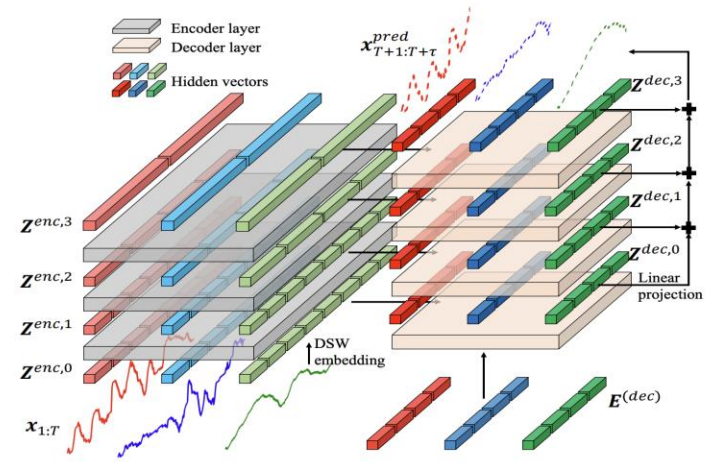 Encoder layer
Decoder layer
Hidden vectors
x^{pred}_{T+1:T+τ}
Z^{dec,3}
Z^{dec,2}
Z^{dec,1}
Z^{dec,0}
Linear
projection
Z^{enc,3}
Z^{enc,2}
Z^{enc,1}
Z^{enc,0}
DSW
embedding
x_{1:T}
E^{(dec)}